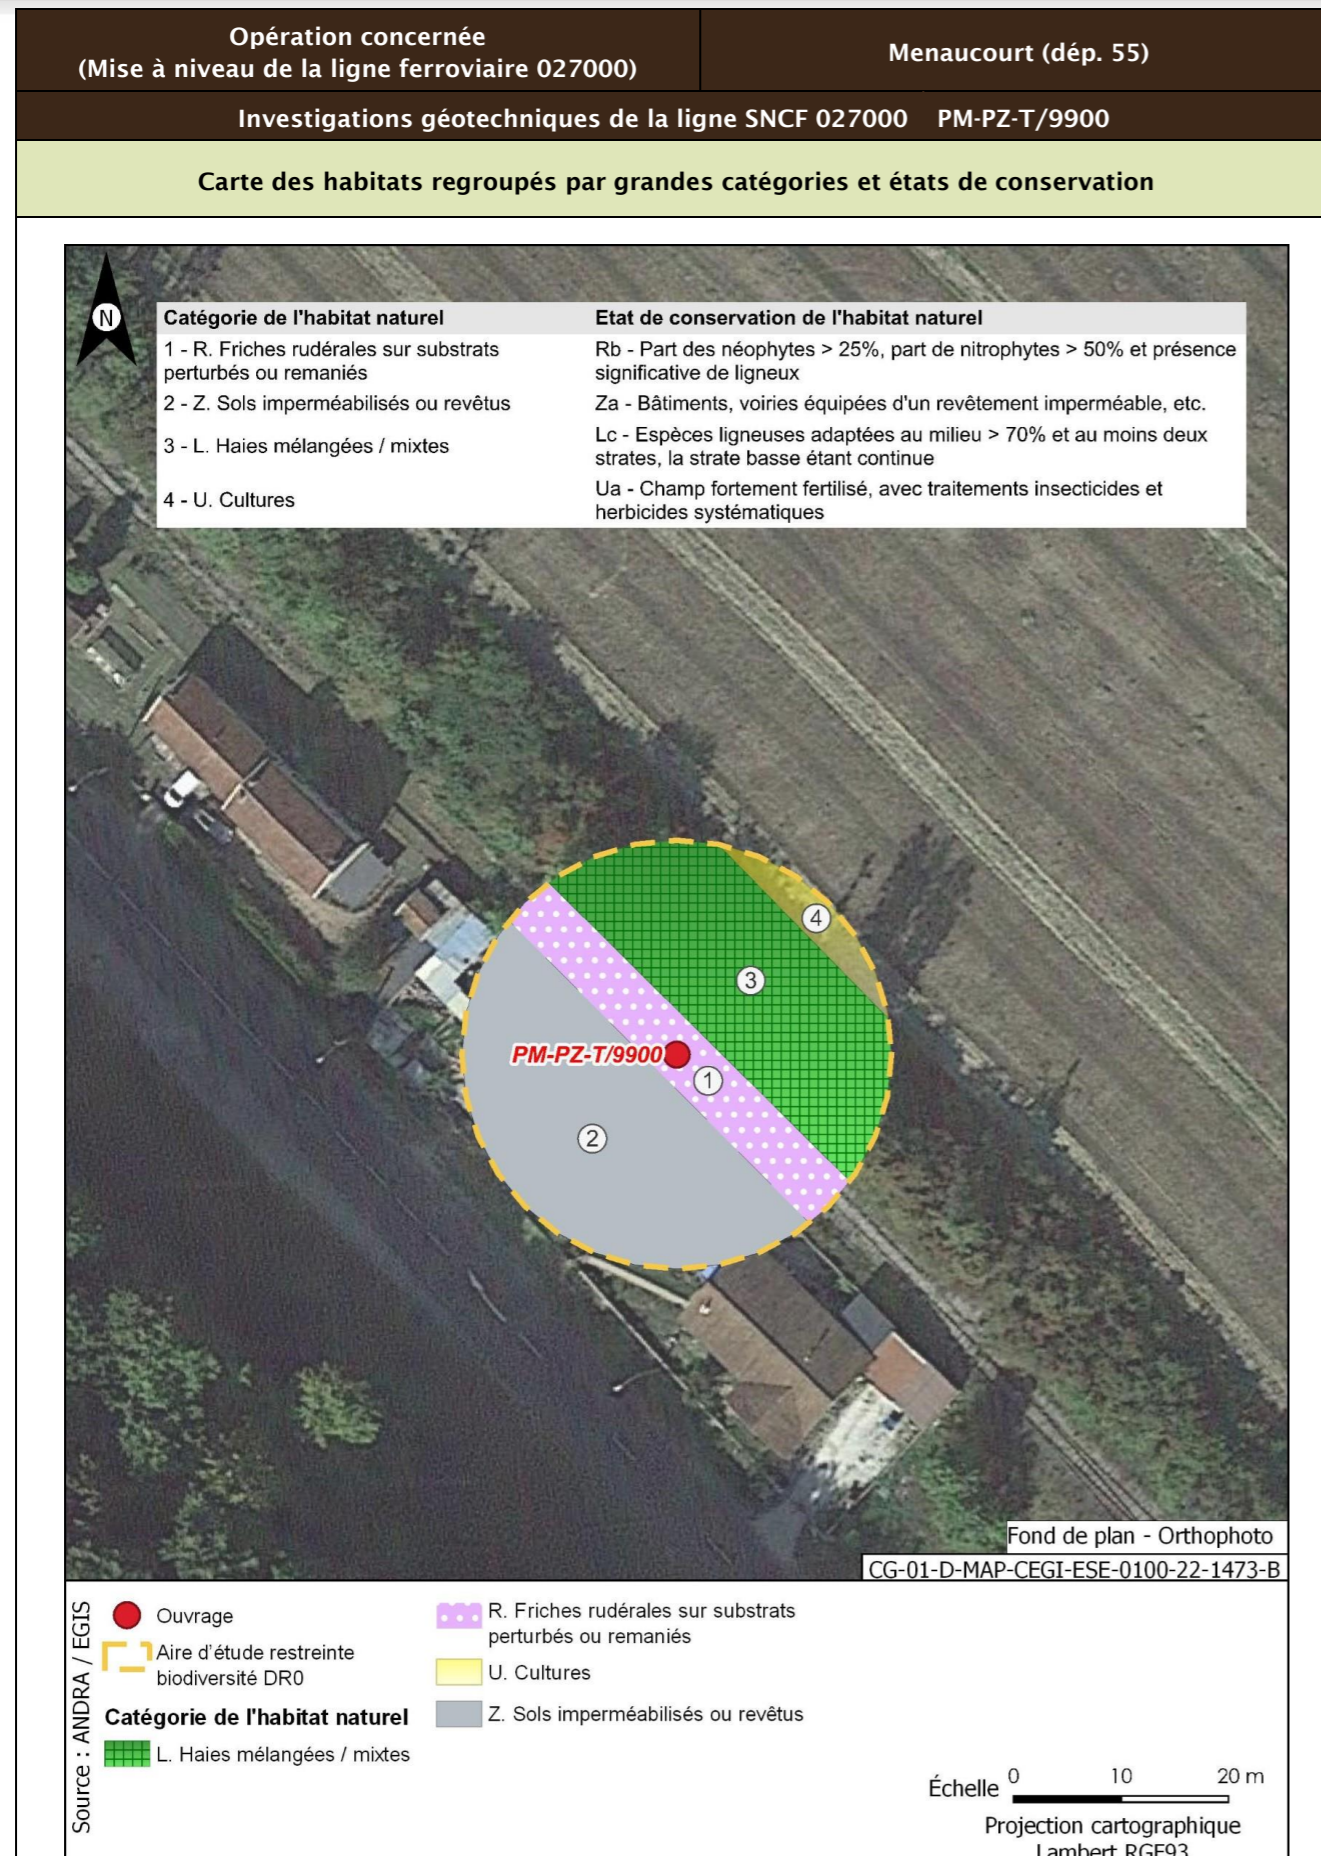 Opération concernée
(Mise à niveau de la ligne ferroviaire 027000)
Menaucourt (dép. 55)
Investigations géotechniques de la ligne SNCF 027000 PM-PZ-T/9900
Carte des habitats regroupés par grandes catégories et états de conservation
N
Catégorie de l'habitat naturel
Etat de conservation de l'habitat naturel
1 - R. Friches rudérales sur substrats
perturbés ou remaniés
Rb - Part des néophytes > 25%, part de nitrophytes > 50% et présence
significative de ligneux
2 - Z. Sols imperméabilisés ou revêtus
Za - Bâtiments, voiries équipées d'un revêtement imperméable, etc.
3 - L. Haies mélangées / mixtes
Lc - Espèces ligneuses adaptées au milieu > 70% et au moins deux
strates, la strate basse étant continue
4 - U. Cultures
Ua - Champ fortement fertilisé, avec traitements insecticides et
herbicides systématiques
4
3
PM-PZ-T/9900
1
2
Fond de plan - Orthophoto
CG-01-D-MAP-CEGI-ESE-0100-22-1473-B
Source : ANDRA / EGIS
Ouvrage
Aire d'étude restreinte
biodiversité DR0
Catégorie de l'habitat naturel
L. Haies mélangées / mixtes
R. Friches rudérales sur substrats
perturbés ou remaniés
U. Cultures
Z. Sols imperméabilisés ou revêtus
Échelle 0 10 20 m
Projection cartographique
Lambert RGF93